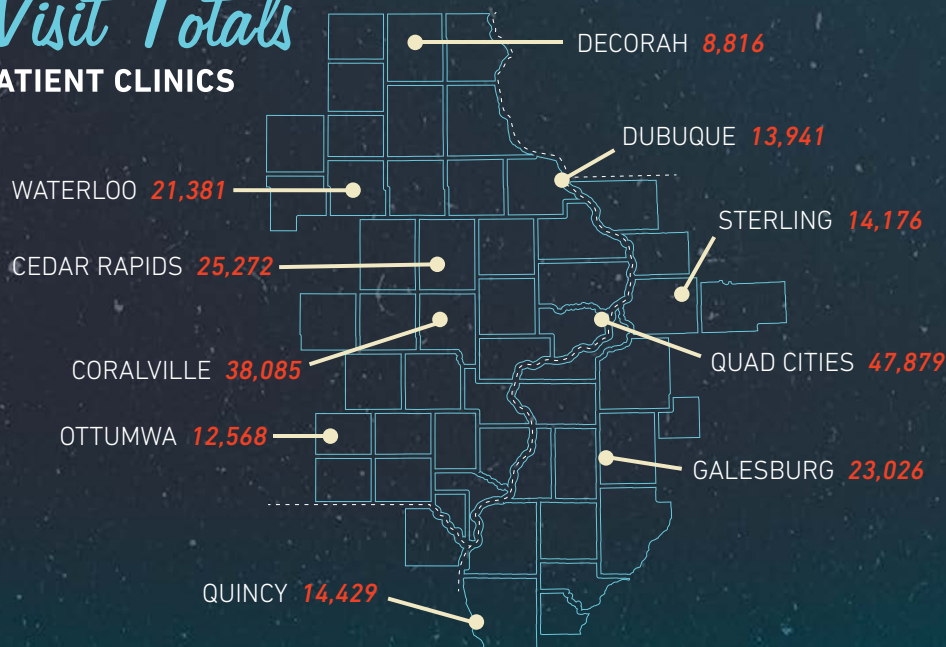 Visit Totals
ATIENT CLINICS
DECORAH 8,816
DUBUQUE 13,941
WATERLOO 21,381
STERLING 14,176
CEDAR RAPIDS 25,272
QUAD CITIES 47,879
CORALVILLE 38,085
OTTUMWA 12,568
GALESBURG 23,026
QUINCY 14,429